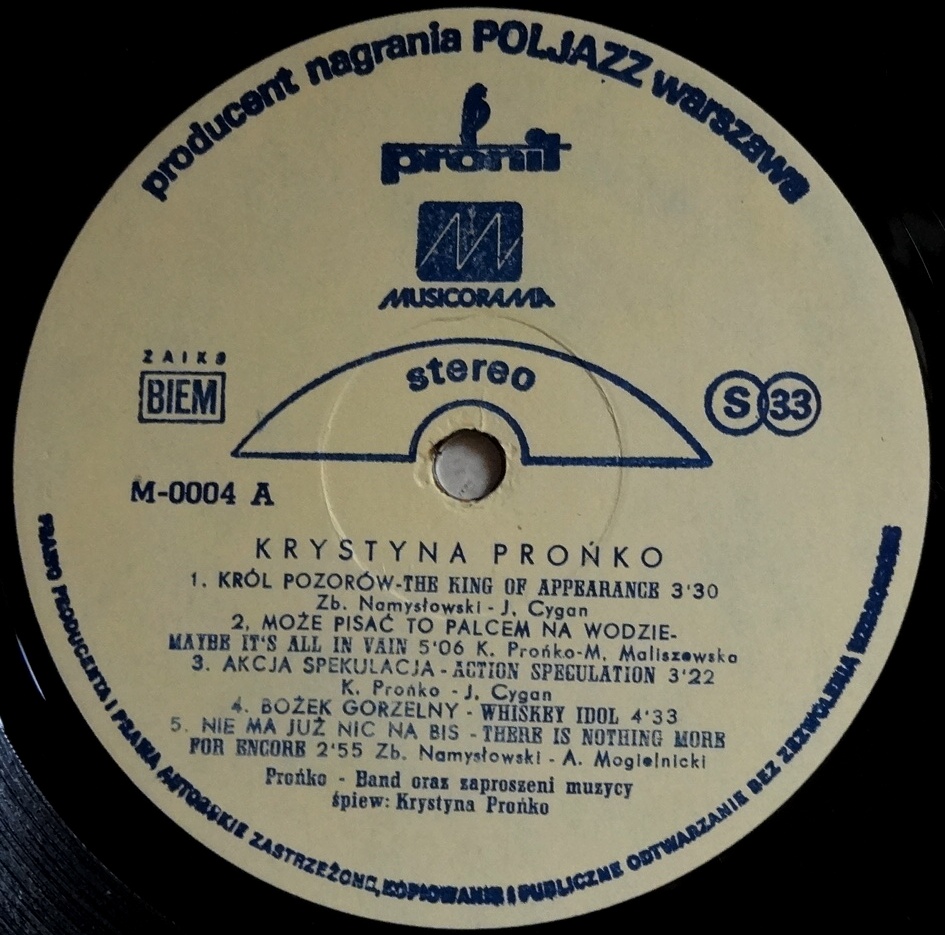 producent nagrania POLJAZZ warszawa
pronit
MUSICORAMA
stereo
ZAIKS
BIEM
S 33
M-0004 A
KRYSTYNA PROŃKO
1. KRÓL POZORÓW-THE KING OF APPEARANCE 3'30
Zb. Namysłowski - J. Cygan
2, MOŻE PISAĆ TO PALCEM NA WODZIE-
MAYBE IT'S ALL IN VAIN 5'06 K. Prońko-M. Maliszewska
3. AKCJA SPEKULACJA - ACTION SPECULATION 3'22
K. Prońko - J. Cygan
4. BOŻEK GORZELNY - WHISKEY IDOL 4'33
5. NIE MA JUŻ NIC NA BIS - THERE IS NOTHING MORE
FOR ENCORE 2'55 Zb. Namysłowski - A. Mogielnicki
Prońko - Band oraz zaproszeni muzycy
śpiew: Krystyna Prońko
PRAWO PRODUCENTA I PRAWA AUTORSKIE ZASTRZEŻONE, KOPIOWANIE I PUBLICZNE ODTWARZANIE BEZ ZEZWOLENIA WZBRONIONE